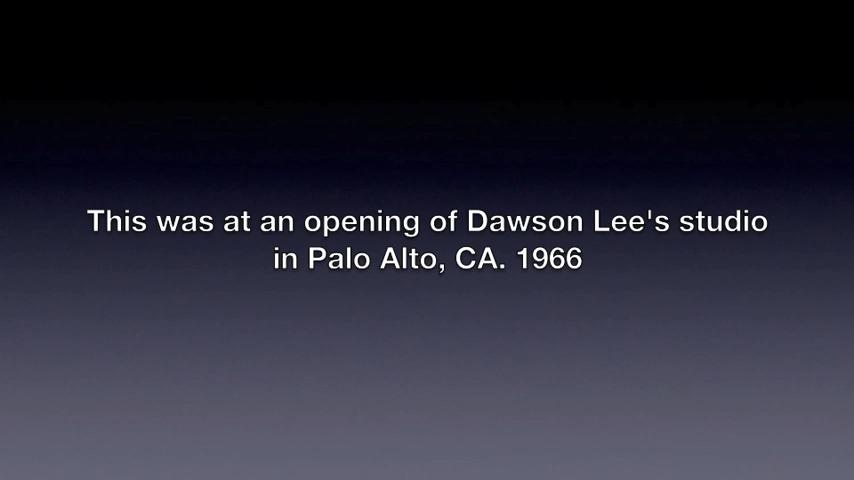 This was at an opening of Dawson Lee's studio
in Palo Alto, CA. 1966